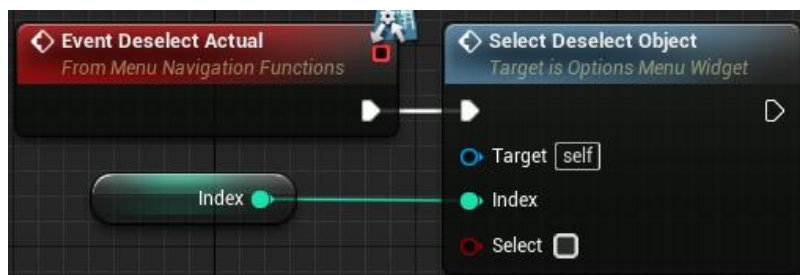 Event Deselect Actual
From Menu Navigation Functions
Select Deselect Object
Target is Options Menu Widget
Target self
Index
Index
Select